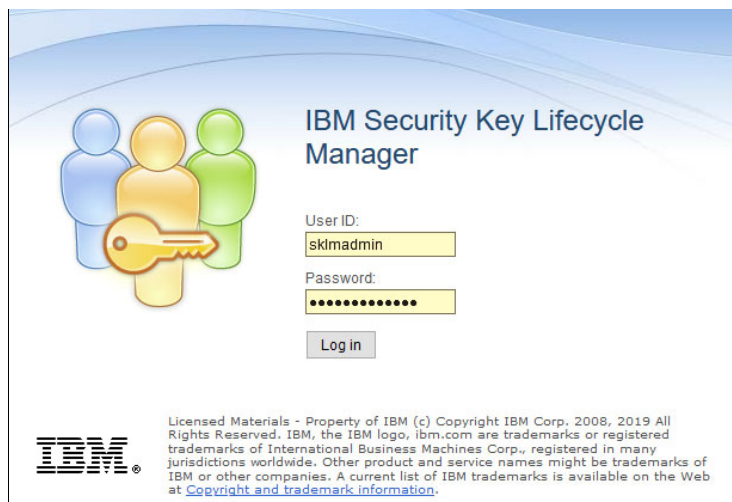 IBM Security Key Lifecycle
Manager
User ID:
sklmadmin
Password:
●●●●●●●●●●●●●
Log in
Licensed Materials - Property of IBM (c) Copyright IBM Corp. 2008, 2019 All
Rights Reserved. IBM, the IBM logo, ibm.com are trademarks or registered
trademarks of International Business Machines Corp., registered in many
jurisdictions worldwide. Other product and service names might be trademarks of
IBM or other companies. A current list of IBM trademarks is available on the Web
at Copyright and trademark information.
IBM®